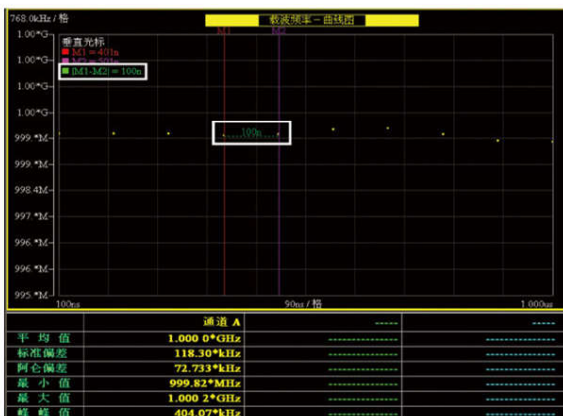 768.0kHz / 格
载波频率－曲线图
M1 M2
1.00*G
垂直光标
M1 = 401n
M2 = 501n
|M1-M2| = 100n
1.00*G
1.00*G
1.00*G
100n
999.*M
999.*M
998.4M
997.*M
996.*M
996.*M
995.*M
100ns 90ns / 格 1.000us
通道 A ----- -----
平均值 1.000 0*GHz
标准偏差 118.30*kHz
阿仑偏差 72.733*kHz
最小值 999.82*MHz
最大值 1.000 2*GHz
峰峰值 404.07*kHz